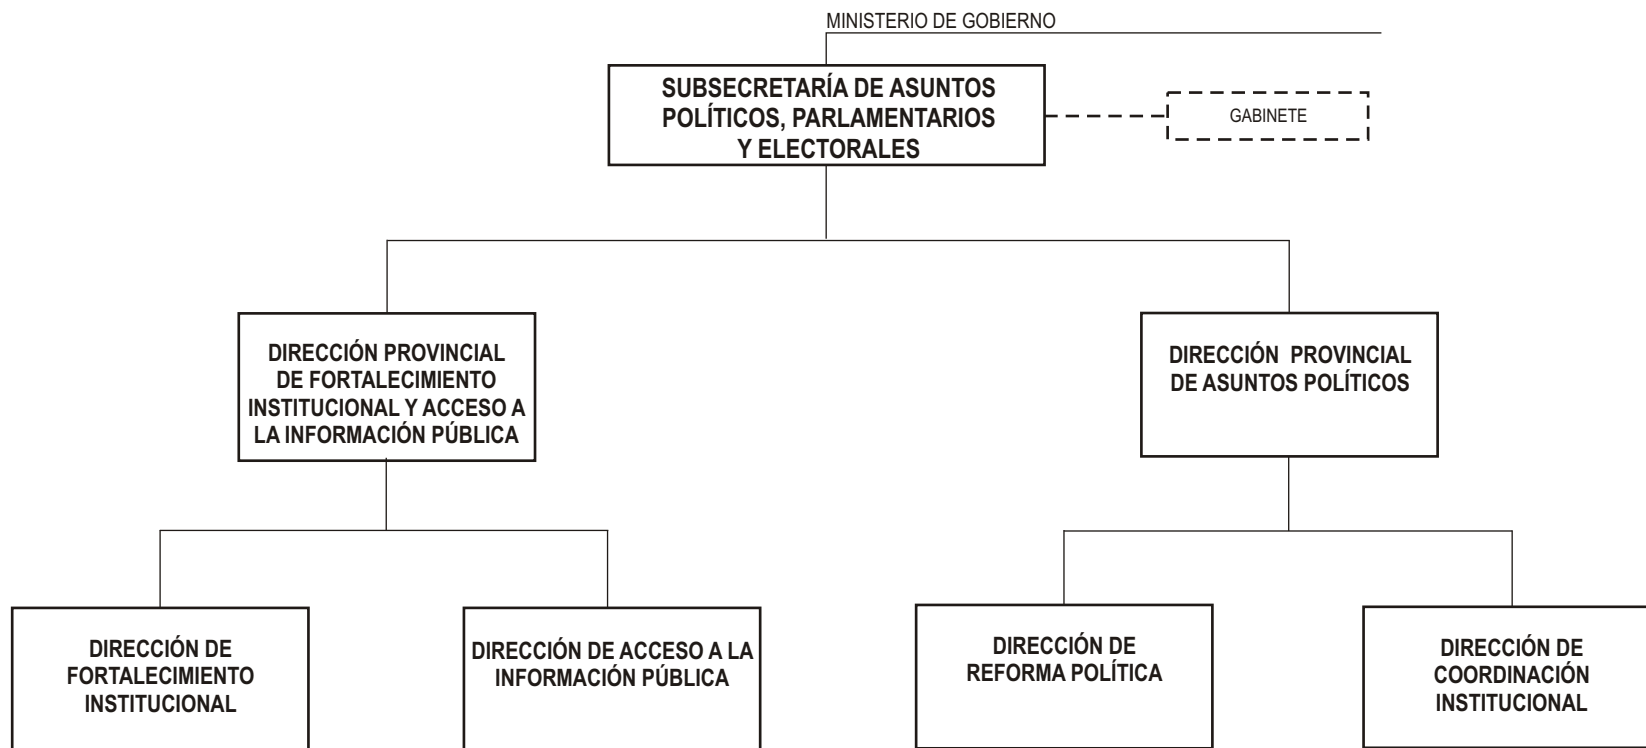 MINISTERIO DE GOBIERNO
SUBSECRETARÍA DE ASUNTOS
POLÍTICOS, PARLAMENTARIOS
Y ELECTORALES
GABINETE
DIRECCIÓN PROVINCIAL
DE FORTALECIMIENTO
INSTITUCIONAL Y ACCESO A
LA INFORMACIÓN PÚBLICA
DIRECCIÓN PROVINCIAL
DE ASUNTOS POLÍTICOS
DIRECCIÓN DE
FORTALECIMIENTO
INSTITUCIONAL
DIRECCIÓN DE ACCESO A LA
INFORMACIÓN PÚBLICA
DIRECCIÓN DE
REFORMA POLÍTICA
DIRECCIÓN DE
COORDINACIÓN
INSTITUCIONAL